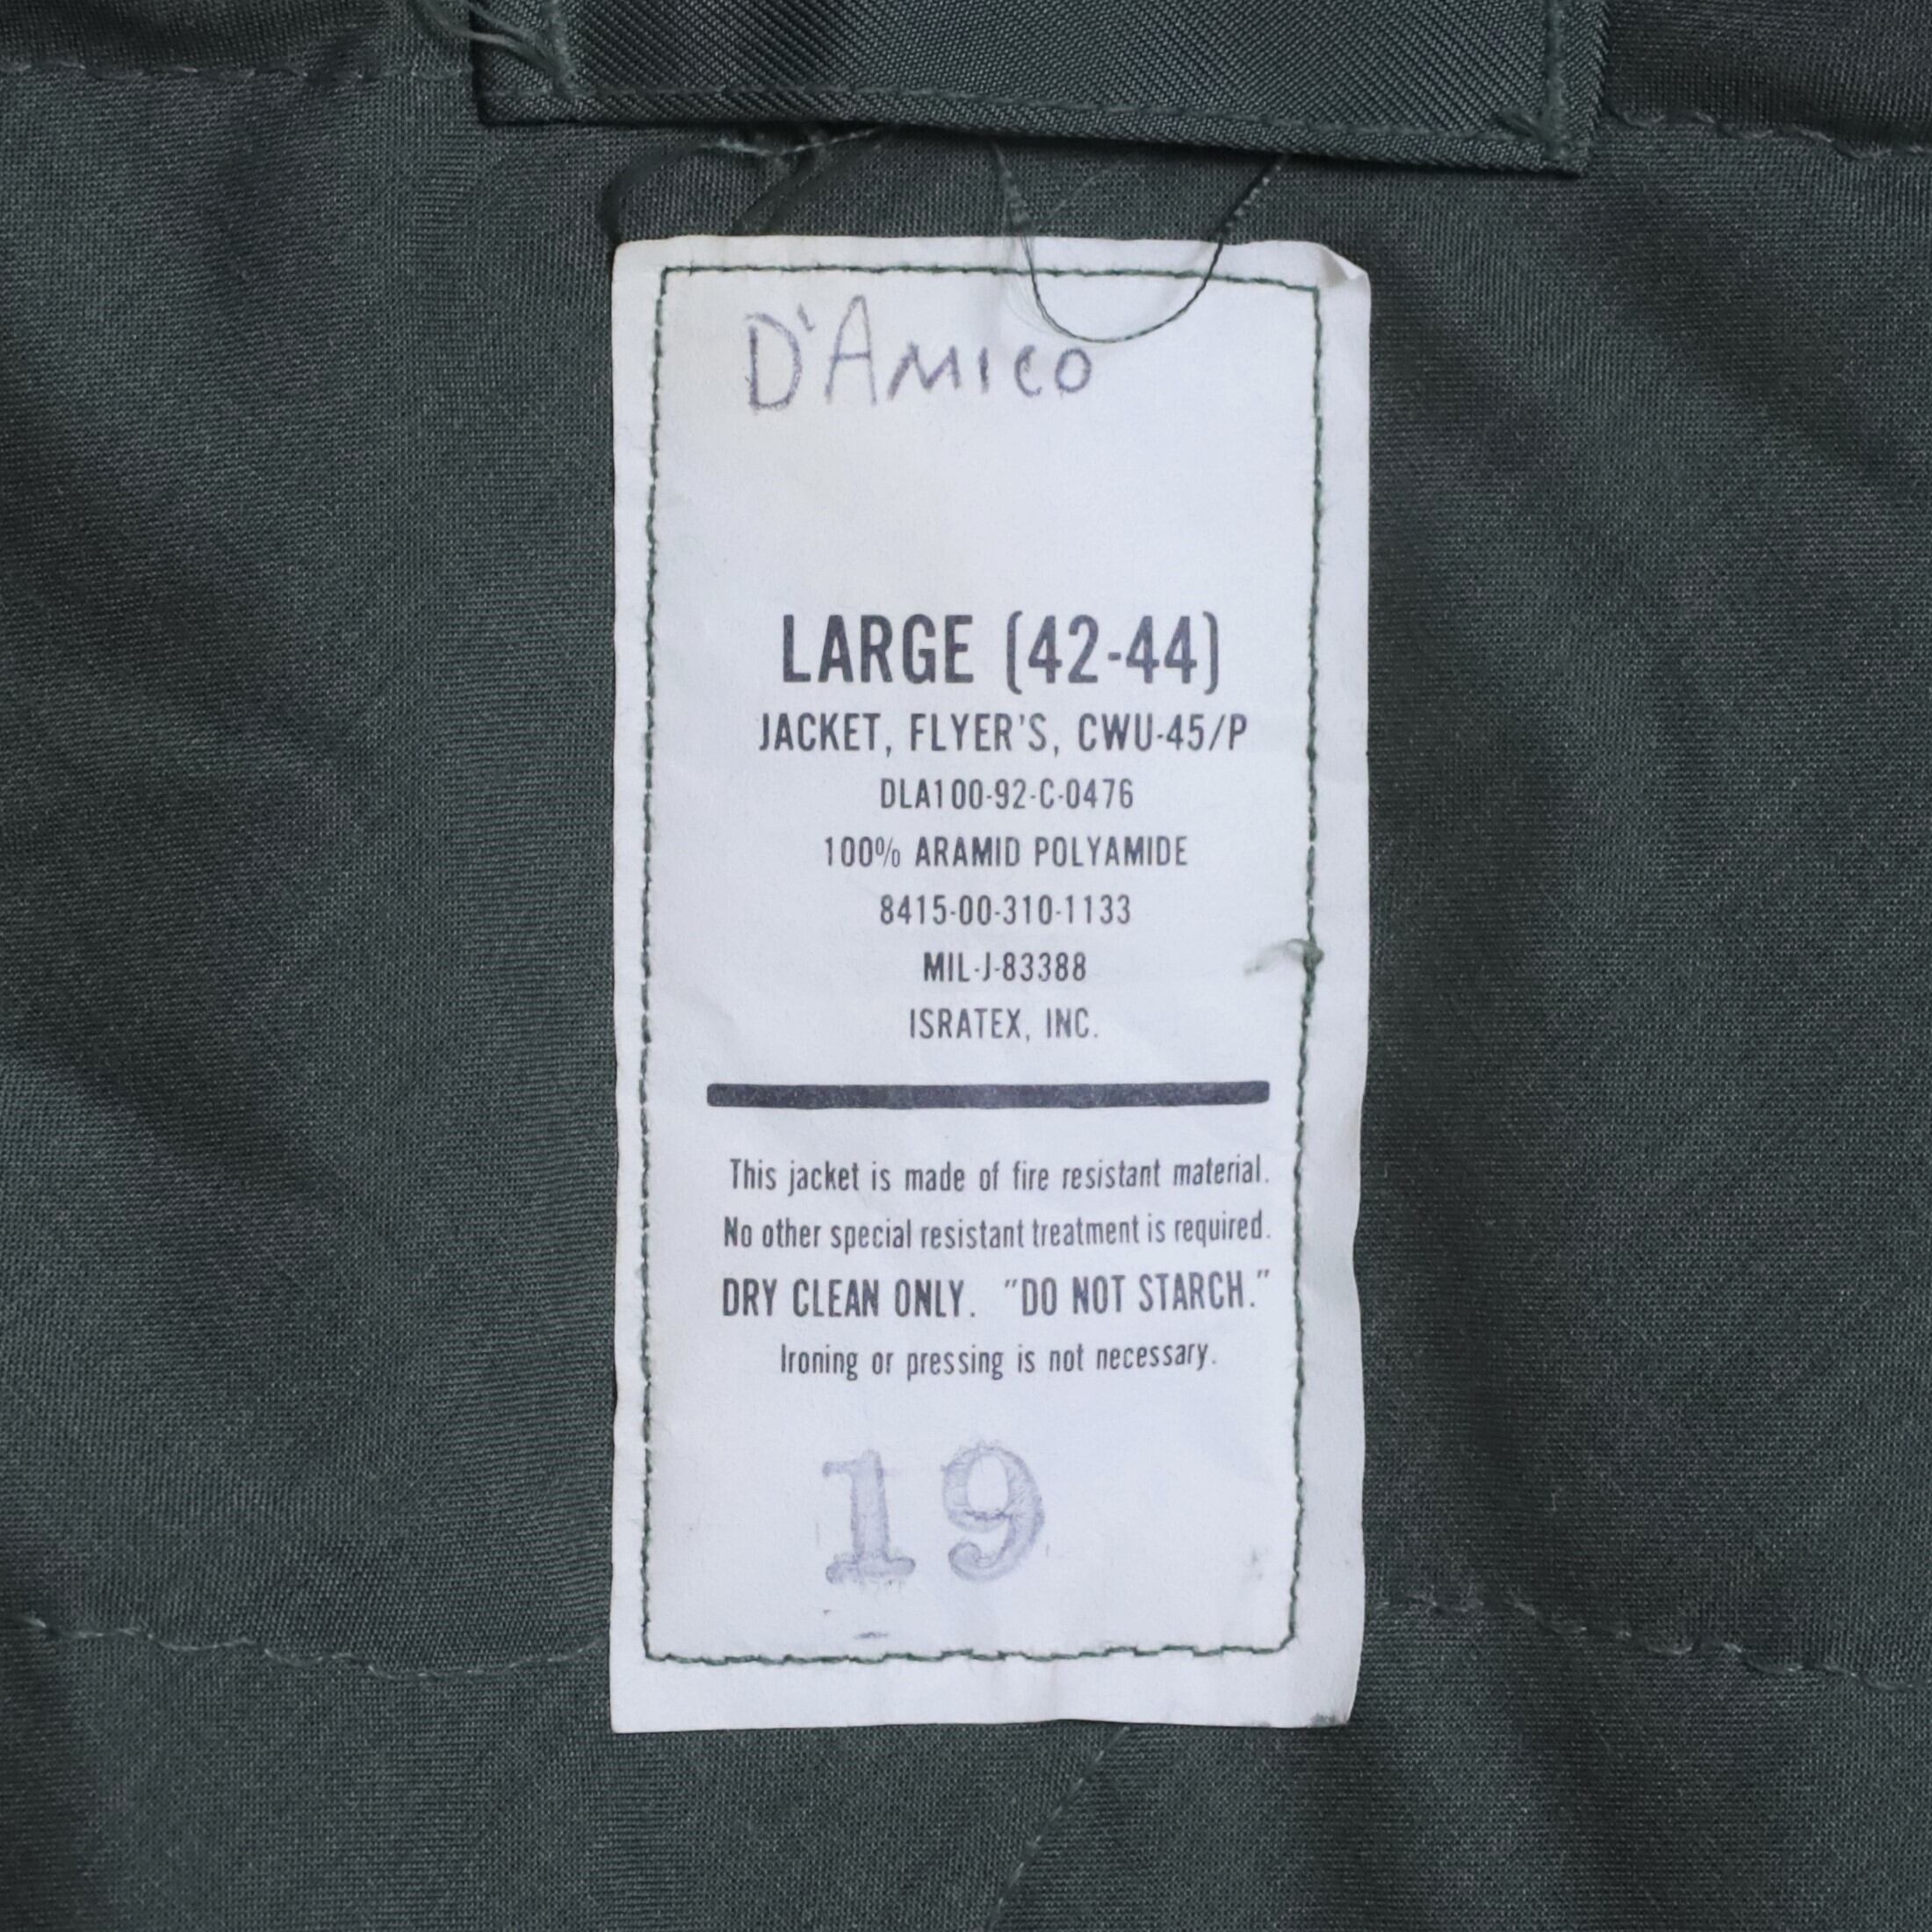 D'Amico
LARGE (42-44)
JACKET, FLYER'S, CWU-45/P
DLA100-92-C-0476
100% ARAMID POLYAMIDE
8415-00-310-1133
MIL-J-83388
ISRATEX, INC.
This jacket is made of fire resistant material.
No other special resistant treatment is required.
DRY CLEAN ONLY. "DO NOT STARCH."
Ironing or pressing is not necessary.
19